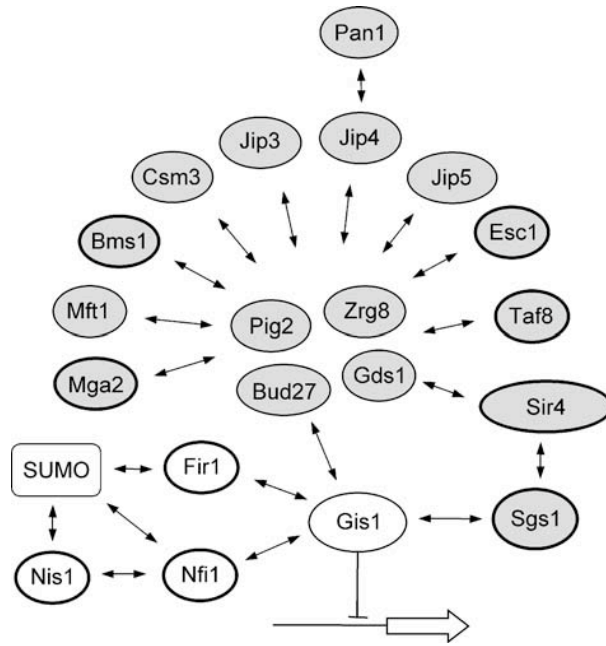 Pan1
Jip3
Jip4
Csm3
Jip5
Bms1
Esc1
Mft1
Pig2
Zrg8
Taf8
Mga2
Bud27
Gds1
Sir4
SUMO
Fir1
Gis1
Sgs1
Nis1
Nfi1